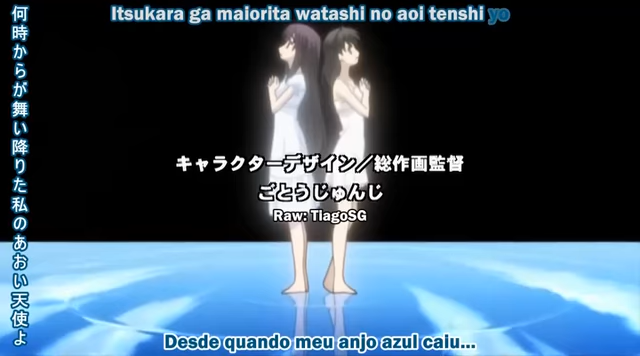 Itsukara ga maiorita watashi no aoi tenshi yo
何時からが舞い降りた私のあおい天使よ
キャラクターデザイン／総作画監督
ごとうじゅんじ
Raw: TiagoSG
Desde quando meu anjo azul caiu...